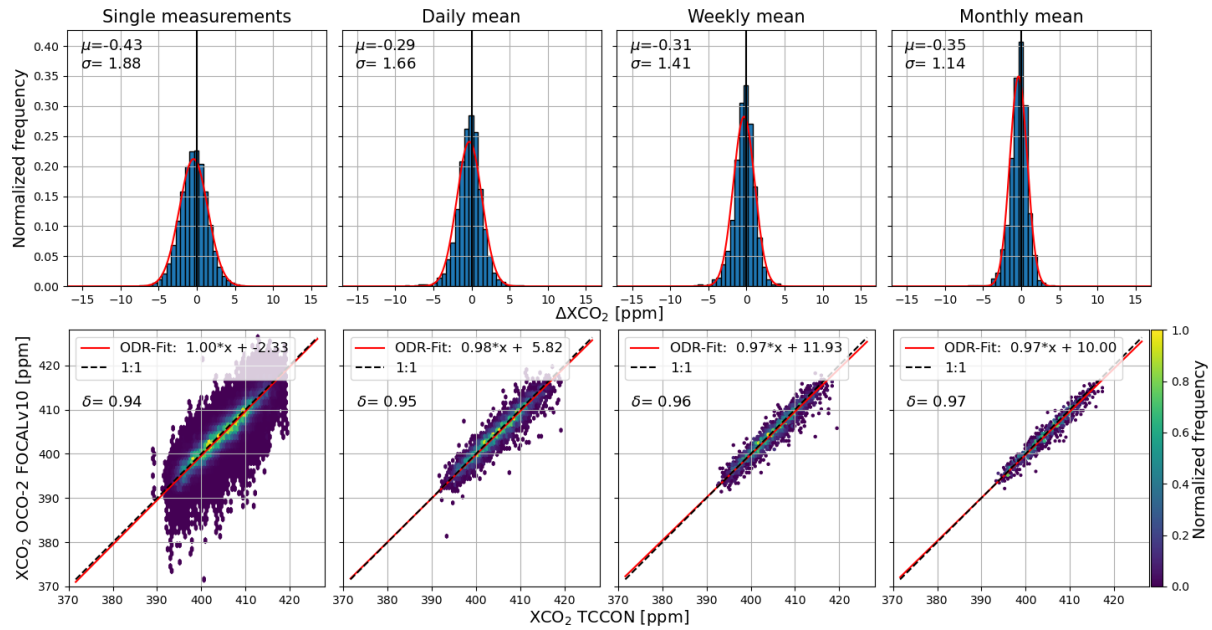 Single measurements
Daily mean
Weekly mean
Monthly mean
Normalized frequency
0.40
0.35
0.30
0.25
0.20
0.15
0.10
0.05
0.00
μ=-0.43
σ= 1.88
μ=-0.29
σ= 1.66
μ=-0.31
σ= 1.41
μ=-0.35
σ= 1.14
−15 −10 −5 0 5 10 15
−15 −10 −5 0 5 10 15
−15 −10 −5 0 5 10 15
−15 −10 −5 0 5 10 15
ΔXCO₂ [ppm]
XCO₂ OCO-2 FOCALv10 [ppm]
420
410
400
390
380
370
ODR-Fit: 1.00*x + -2.33
1:1
δ= 0.94
ODR-Fit: 0.98*x + 5.82
1:1
δ= 0.95
ODR-Fit: 0.97*x + 11.93
1:1
δ= 0.96
ODR-Fit: 0.97*x + 10.00
1:1
δ= 0.97
370 380 390 400 410 420
370 380 390 400 410 420
370 380 390 400 410 420
370 380 390 400 410 420
XCO₂ TCCON [ppm]
1.0
0.8
0.6
0.4
0.2
0.0
Normalized frequency